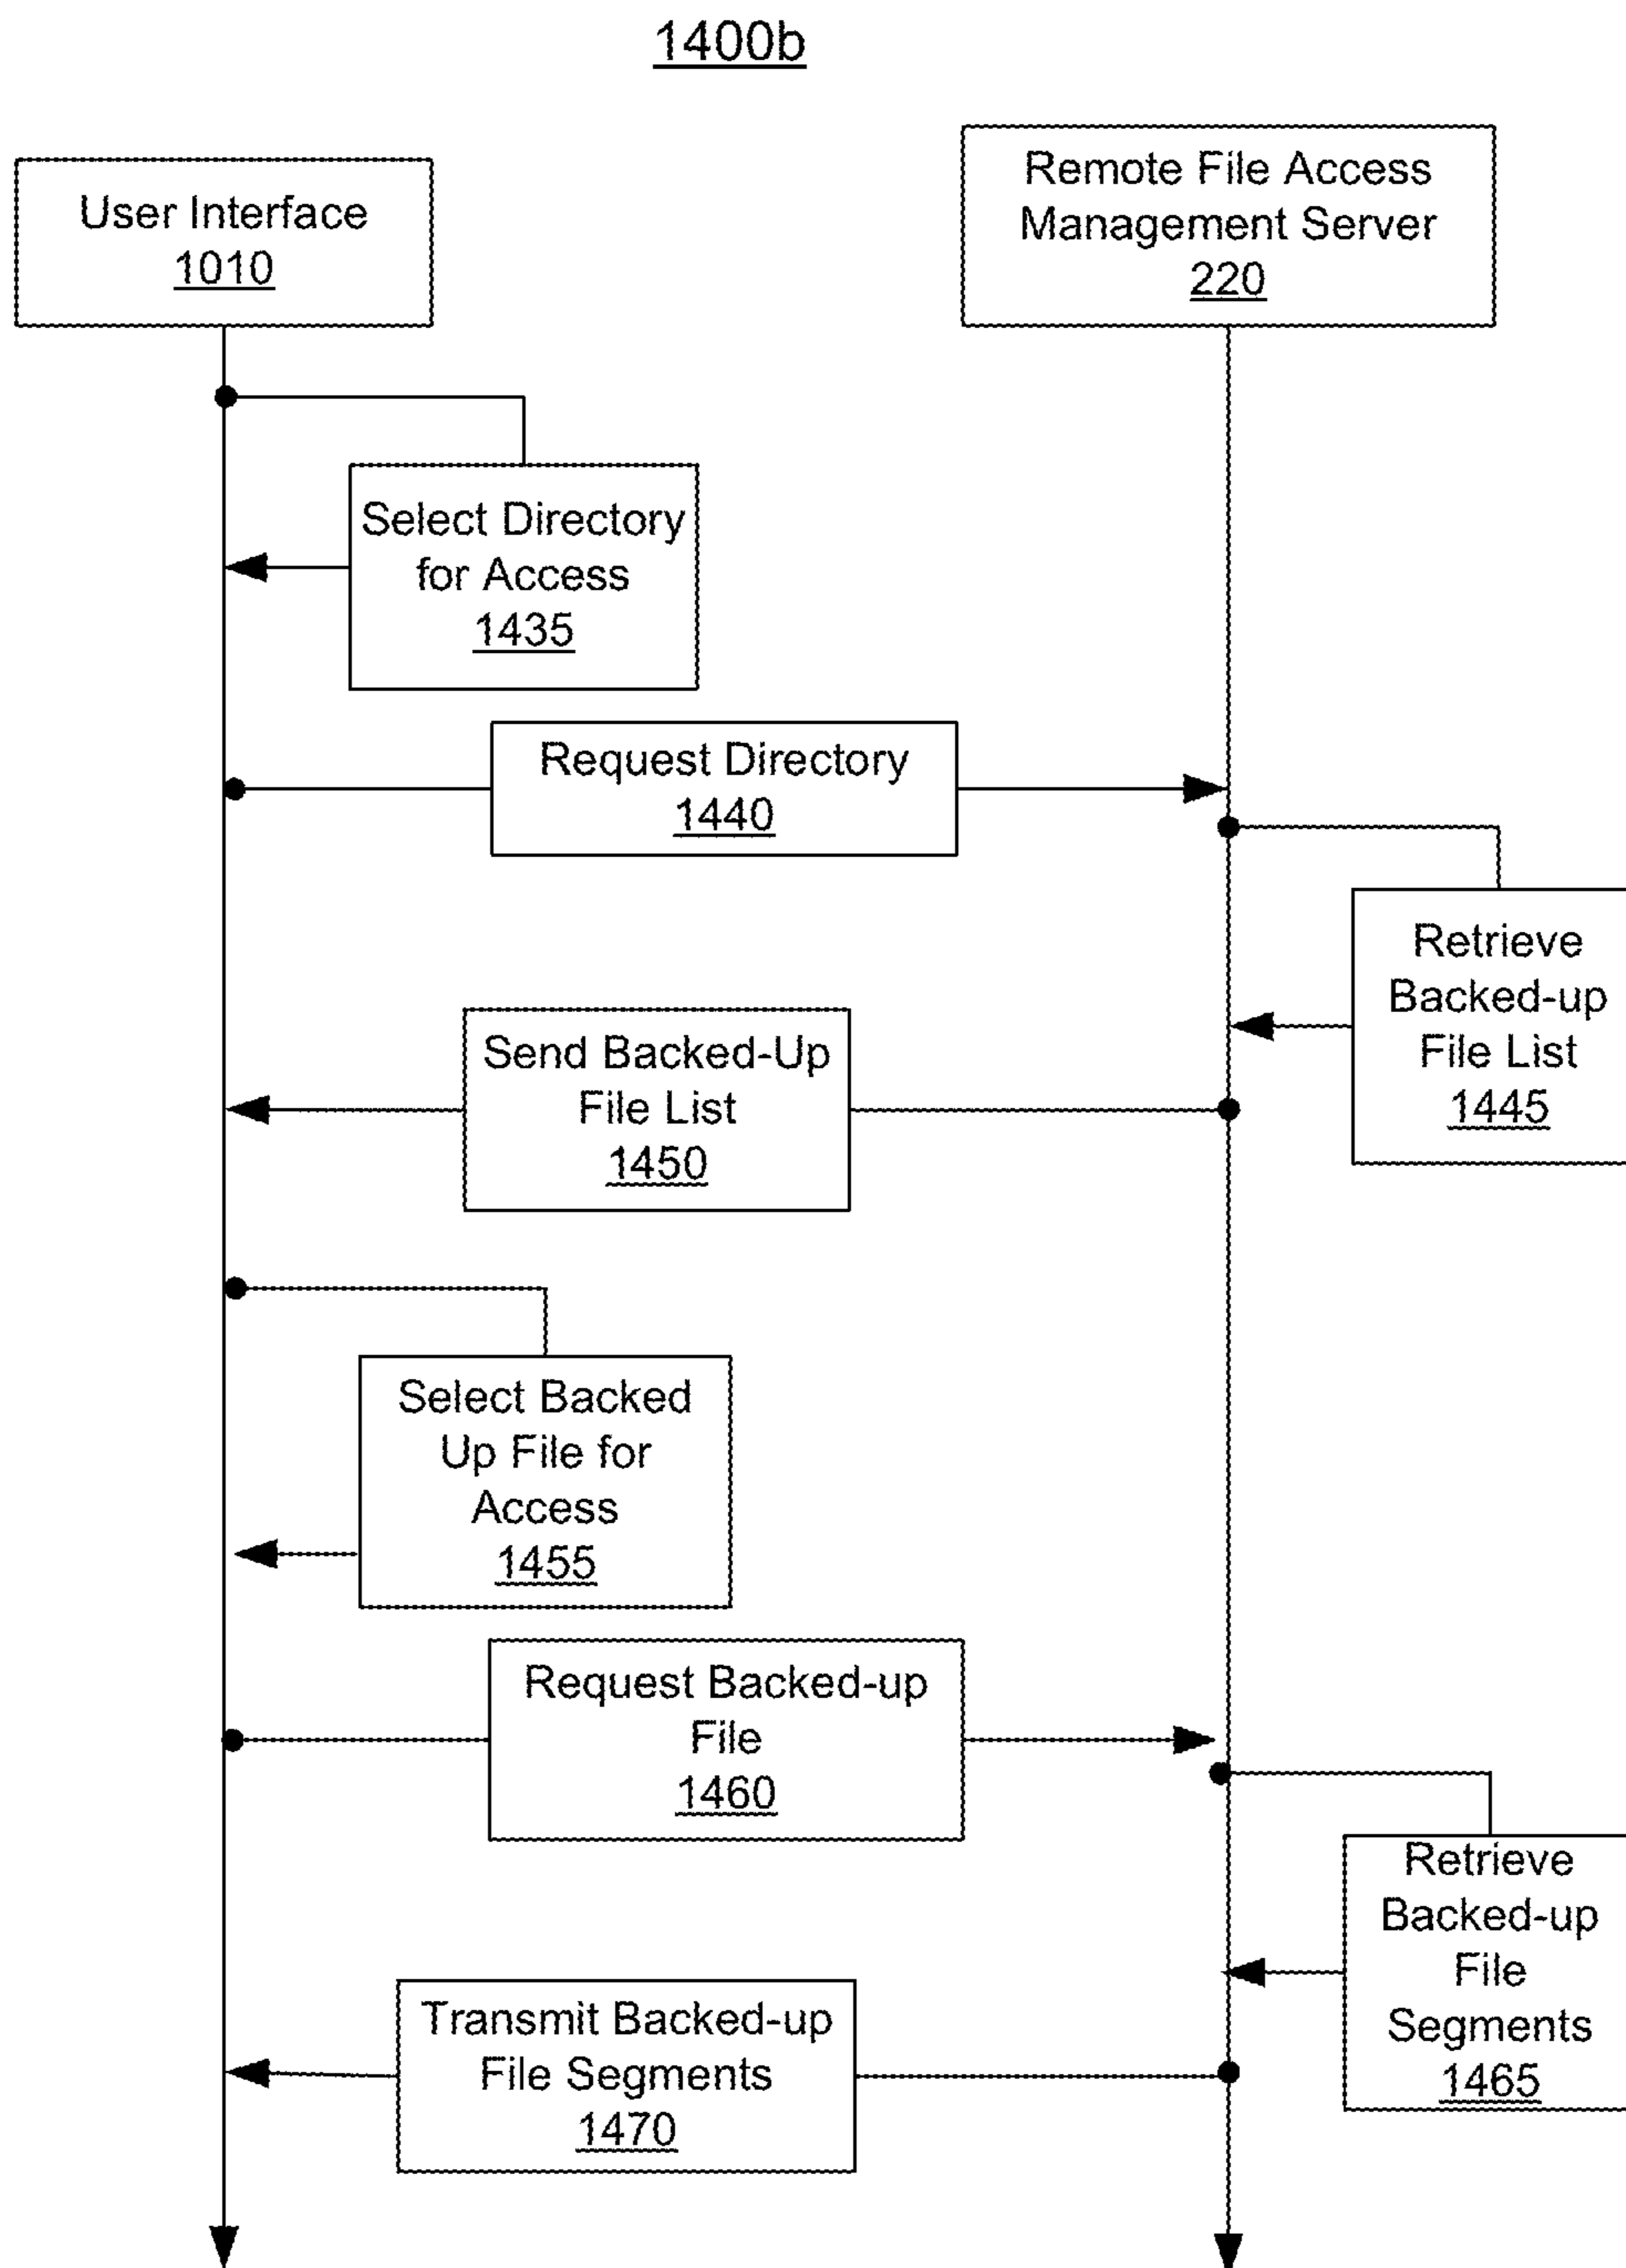 1400b
User Interface
1010
Remote File Access
Management Server
220
Select Directory
for Access
1435
Request Directory
1440
Retrieve
Backed-up
File List
1445
Send Backed-Up
File List
1450
Select Backed
Up File for
Access
1455
Request Backed-up
File
1460
Retrieve
Backed-up
File
Segments
1465
Transmit Backed-up
File Segments
1470